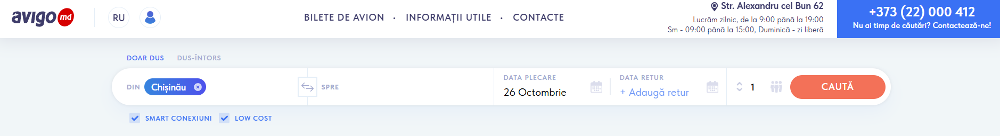 avigo md
RU
BILETE DE AVION • INFORMAȚII UTILE • CONTACTE
Str. Alexandru cel Bun 62
Lucrăm zilnic, de la 9:00 până la 19:00
Sm - 09:00 până la 15:00, Duminică - zi liberă
+373 (22) 000 412
Nu ai timp de căutări? Contactează-ne!
DOAR DUS
DUS-ÎNTORS
DIN
Chișinău
SPRE
DATA PLECARE
26 Octombrie
DATA RETUR
+ Adaugă retur
1
CAUTĂ
SMART CONEXIUNI
LOW COST